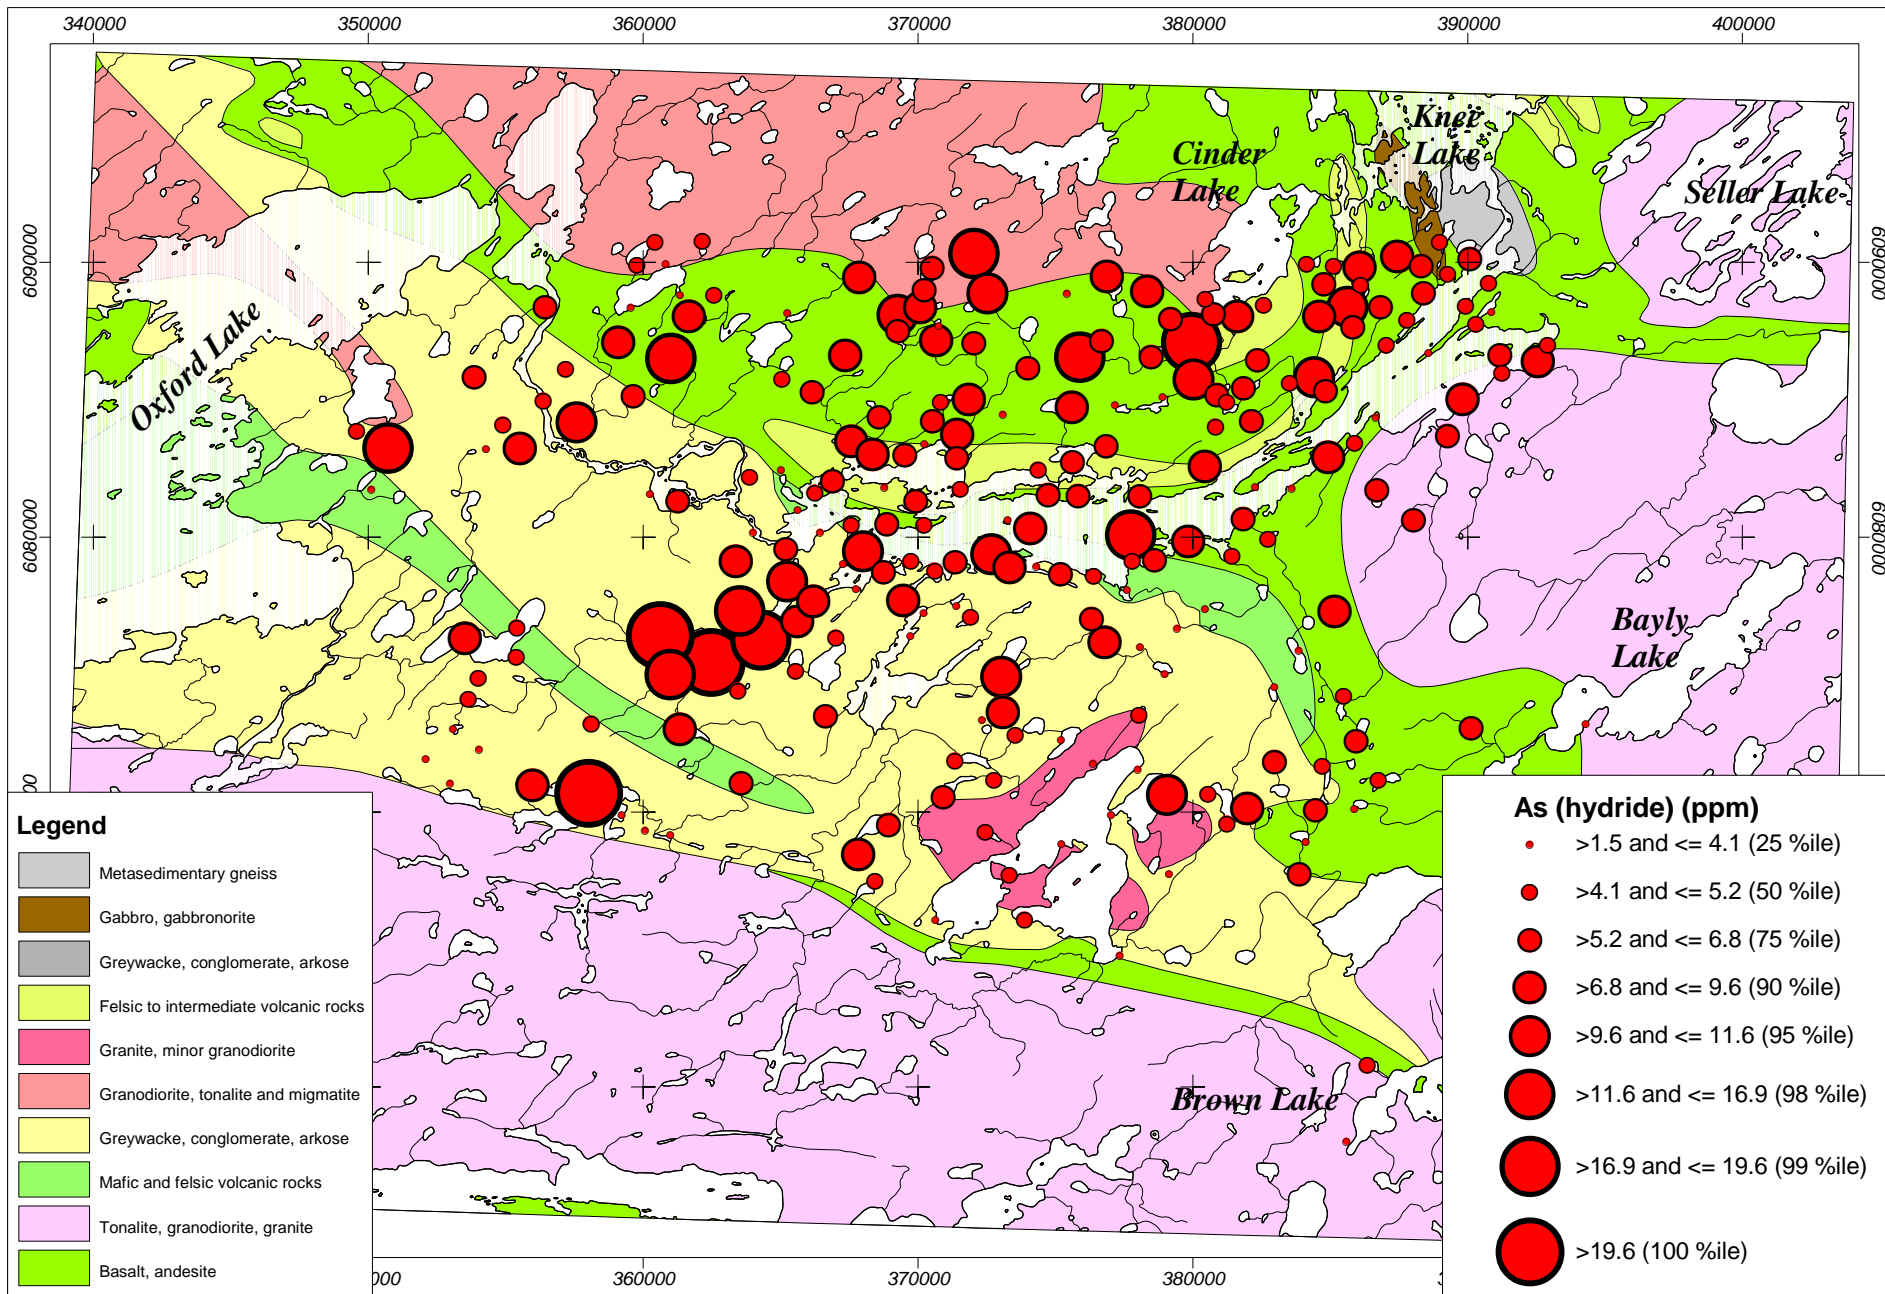 340000 350000 360000 370000 380000 390000 400000
Knee
Lake
Cinder
Lake
Seller Lake
6090000
6090000
Oxford Lake
6080000
6080000
Bayly
Lake
Brown Lake
Legend
Metasedimentary gneiss
Gabbro, gabbronorite
Greywacke, conglomerate, arkose
Felsic to intermediate volcanic rocks
Granite, minor granodiorite
Granodiorite, tonalite and migmatite
Greywacke, conglomerate, arkose
Mafic and felsic volcanic rocks
Tonalite, granodiorite, granite
Basalt, andesite
As (hydride) (ppm)
>1.5 and <= 4.1 (25 %ile)
>4.1 and <= 5.2 (50 %ile)
>5.2 and <= 6.8 (75 %ile)
>6.8 and <= 9.6 (90 %ile)
>9.6 and <= 11.6 (95 %ile)
>11.6 and <= 16.9 (98 %ile)
>16.9 and <= 19.6 (99 %ile)
>19.6 (100 %ile)
360000 370000 380000